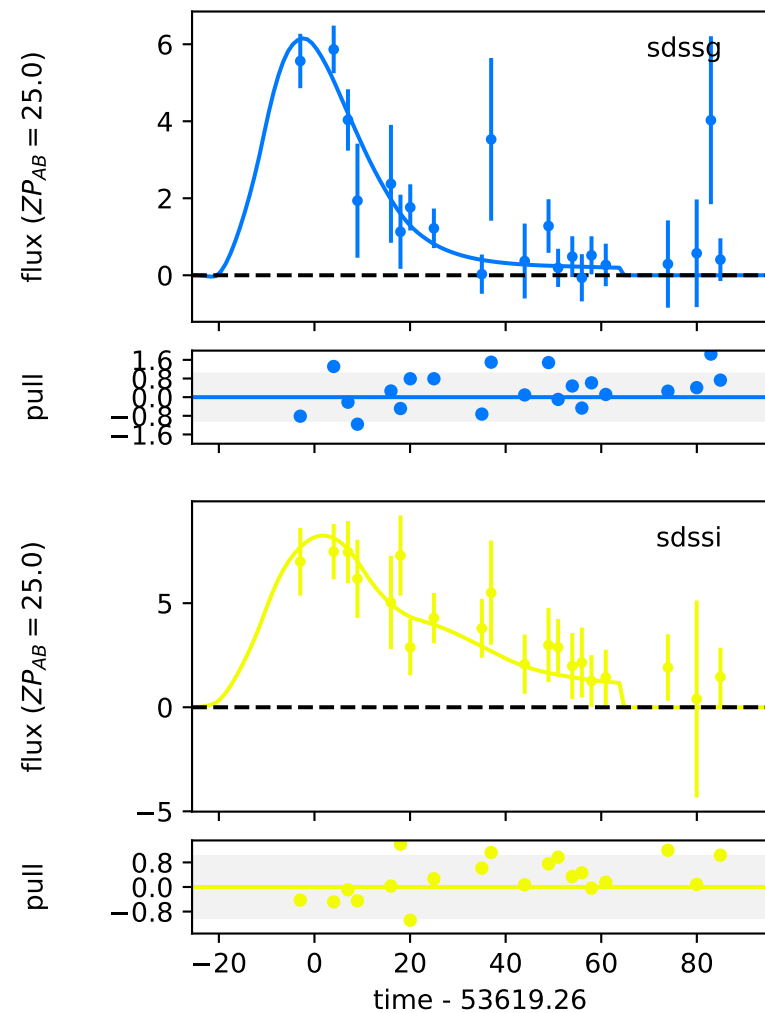 flux ($ZP_{AB}$ = 25.0)
6
4
2
0
sdssg
pull
1.6
0.8
0.0
−0.8
−1.6
flux ($ZP_{AB}$ = 25.0)
5
0
−5
sdssi
pull
0.8
0.0
−0.8
−20 0 20 40 60 80
time - 53619.26